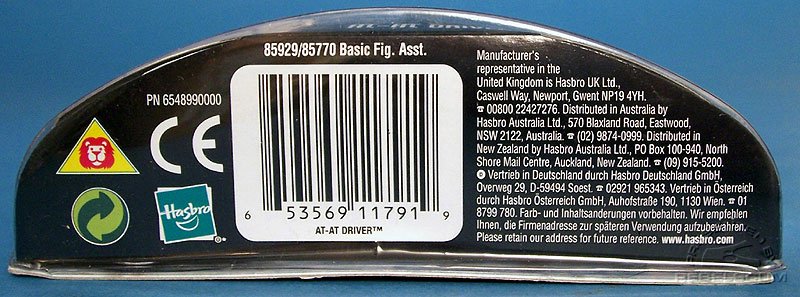 85929/85770 Basic Fig. Asst.
PN 6548990000
CE
Hasbro
6 53569 11791 9
AT-AT DRIVER™
Manufacturer's
representative in the
United Kingdom is Hasbro UK Ltd.,
Caswell Way, Newport, Gwent NP19 4YH.
☎ 00800 22427276. Distributed in Australia by
Hasbro Australia Ltd., 570 Blaxland Road, Eastwood,
NSW 2122, Australia. ☎ (02) 9874-0999. Distributed in
New Zealand by Hasbro Australia Ltd., PO Box 100-940, North
Shore Mail Centre, Auckland, New Zealand. ☎ (09) 915-5200.
Vertrieb in Deutschland durch Hasbro Deutschland GmbH,
Overweg 29, D-59494 Soest. ☎ 02921 965343. Vertrieb in Österreich
durch Hasbro Österreich GmbH, Auhofstraße 190, 1130 Wien. ☎ 01
8799 780. Farb- und Inhaltsanderungen vorbehalten. Wir empfehlen
Ihnen, die Firmenadresse zur späteren Verwendung aufzubewahren.
Please retain our address for future reference. www.hasbro.com